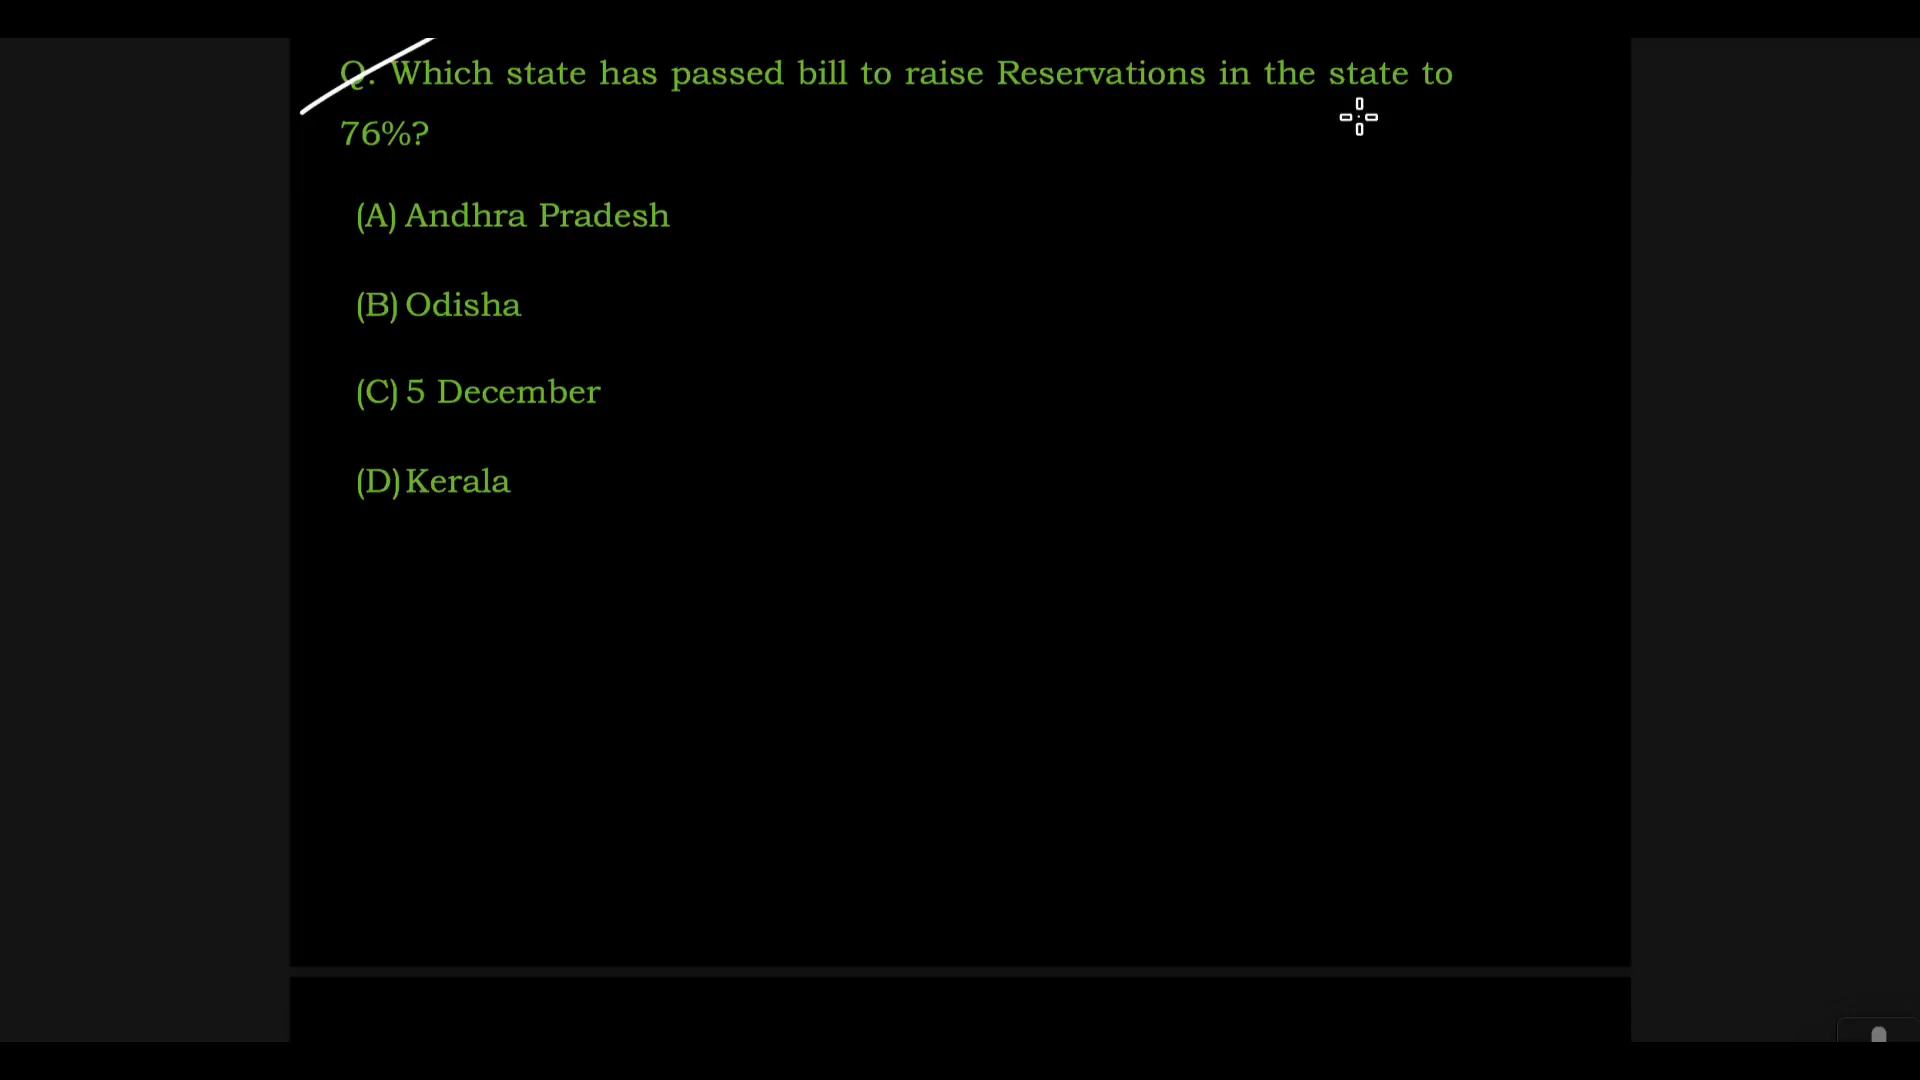 Q. Which state has passed bill to raise Reservations in the state to
76%?
(A) Andhra Pradesh
(B) Odisha
(C) 5 December
(D) Kerala